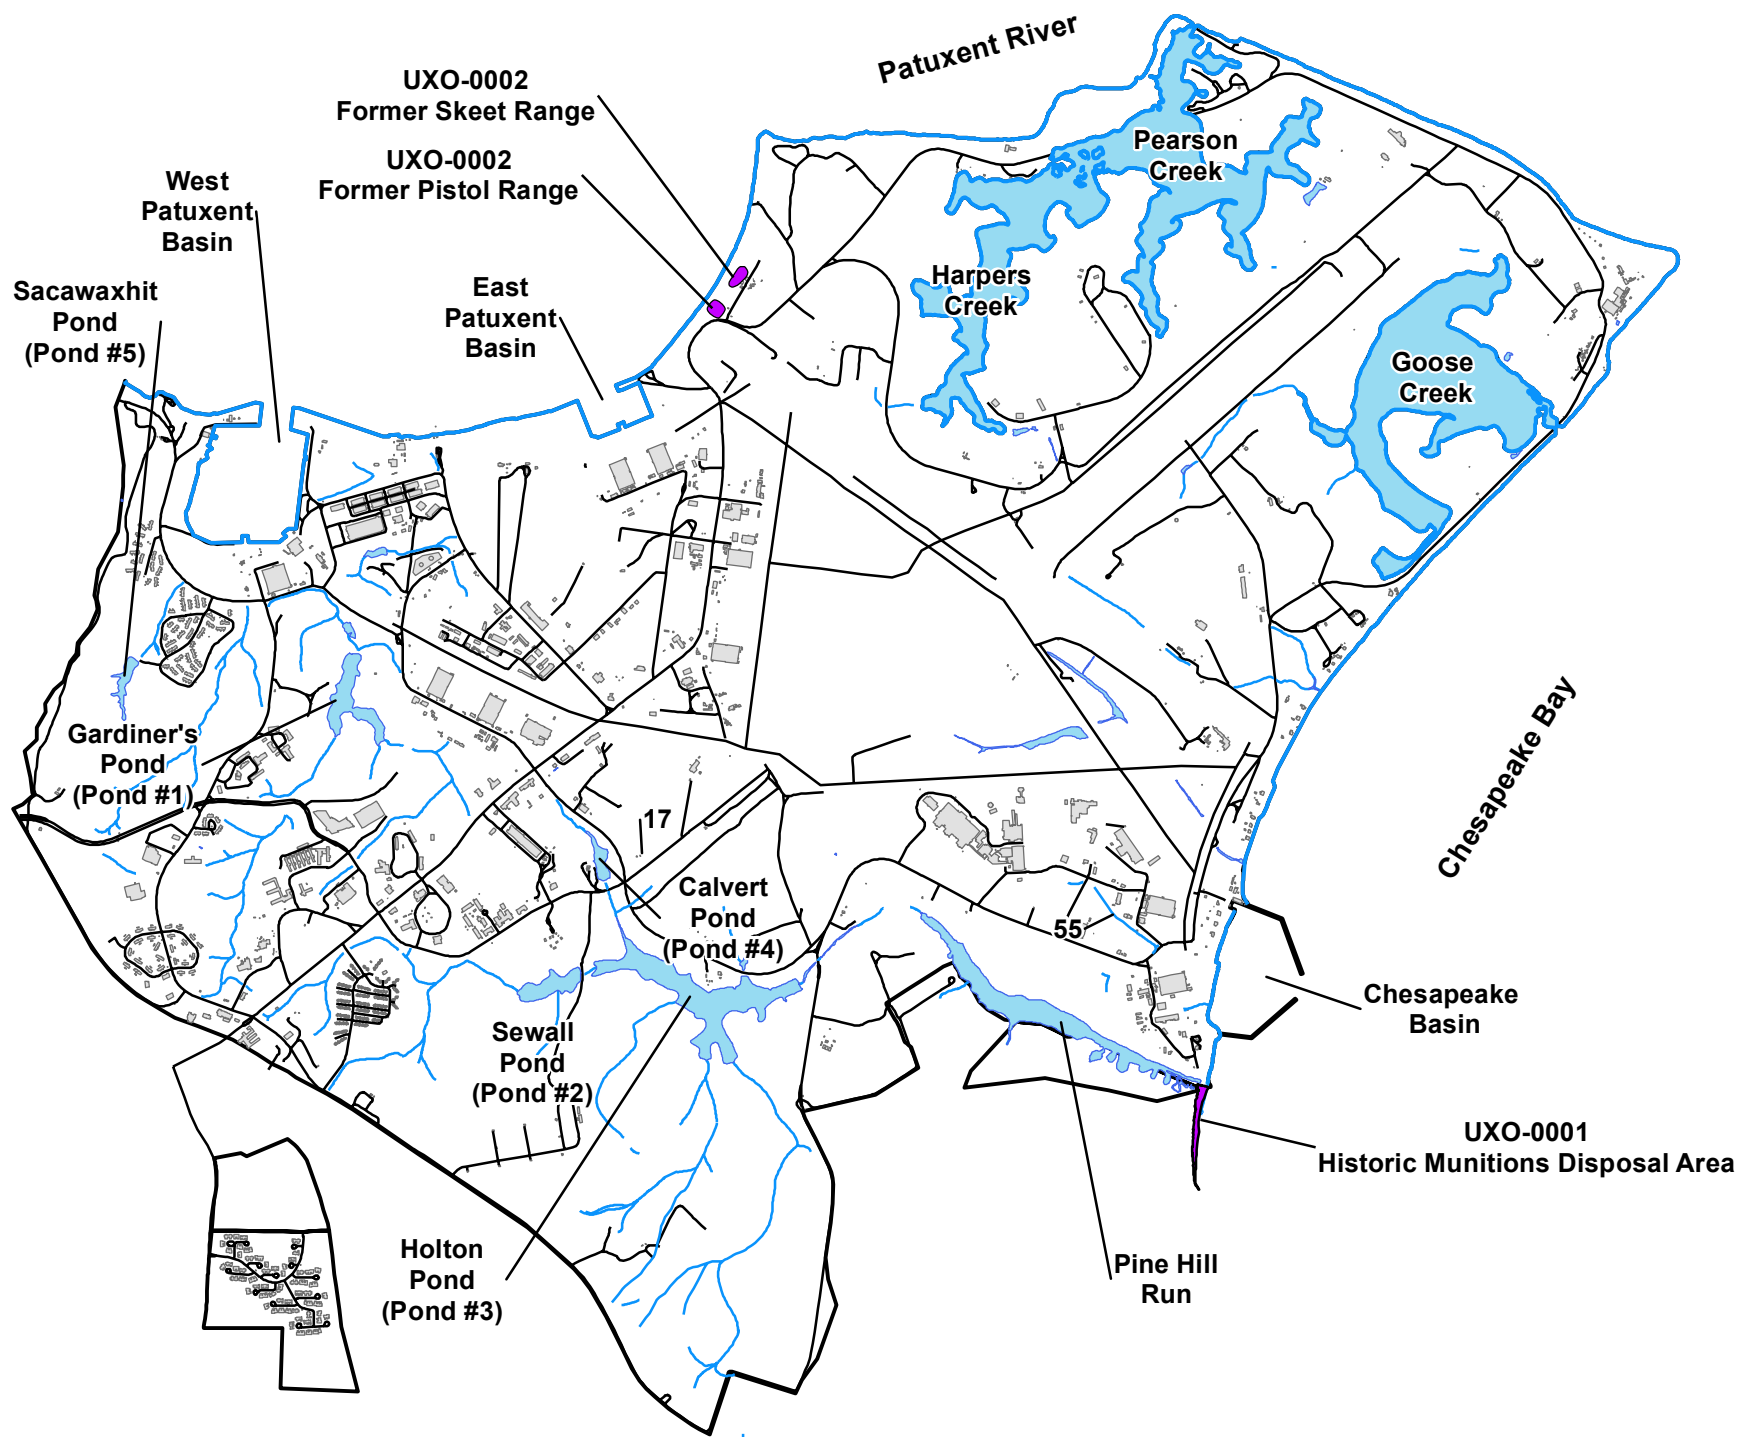 Patuxent River
UXO-0002
Former Skeet Range
UXO-0002
Former Pistol Range
West
Patuxent
Basin
Sacawaxhit
Pond
(Pond #5)
East
Patuxent
Basin
Pearson
Creek
Harpers
Creek
Goose
Creek
Gardiner's
Pond
(Pond #1)
17
Calvert
Pond
(Pond #4)
55
Chesapeake Bay
Chesapeake
Basin
Sewall
Pond
(Pond #2)
UXO-0001
Historic Munitions Disposal Area
Holton
Pond
(Pond #3)
Pine Hill
Run